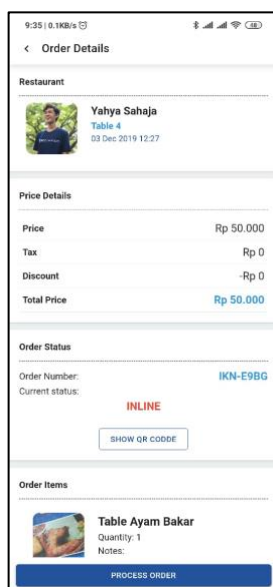 9:35 | 0.1KB/s
48
Order Details
Restaurant
Yahya Sahaja
Table 4
03 Dec 2019 12:27
Price Details
Price Rp 50.000
Tax Rp 0
Discount -Rp 0
Total Price Rp 50.000
Order Status
Order Number: IKN-E9BG
Current status:
INLINE
SHOW QR CODDE
Order Items
Table Ayam Bakar
Quantity: 1
Notes:
PROCESS ORDER